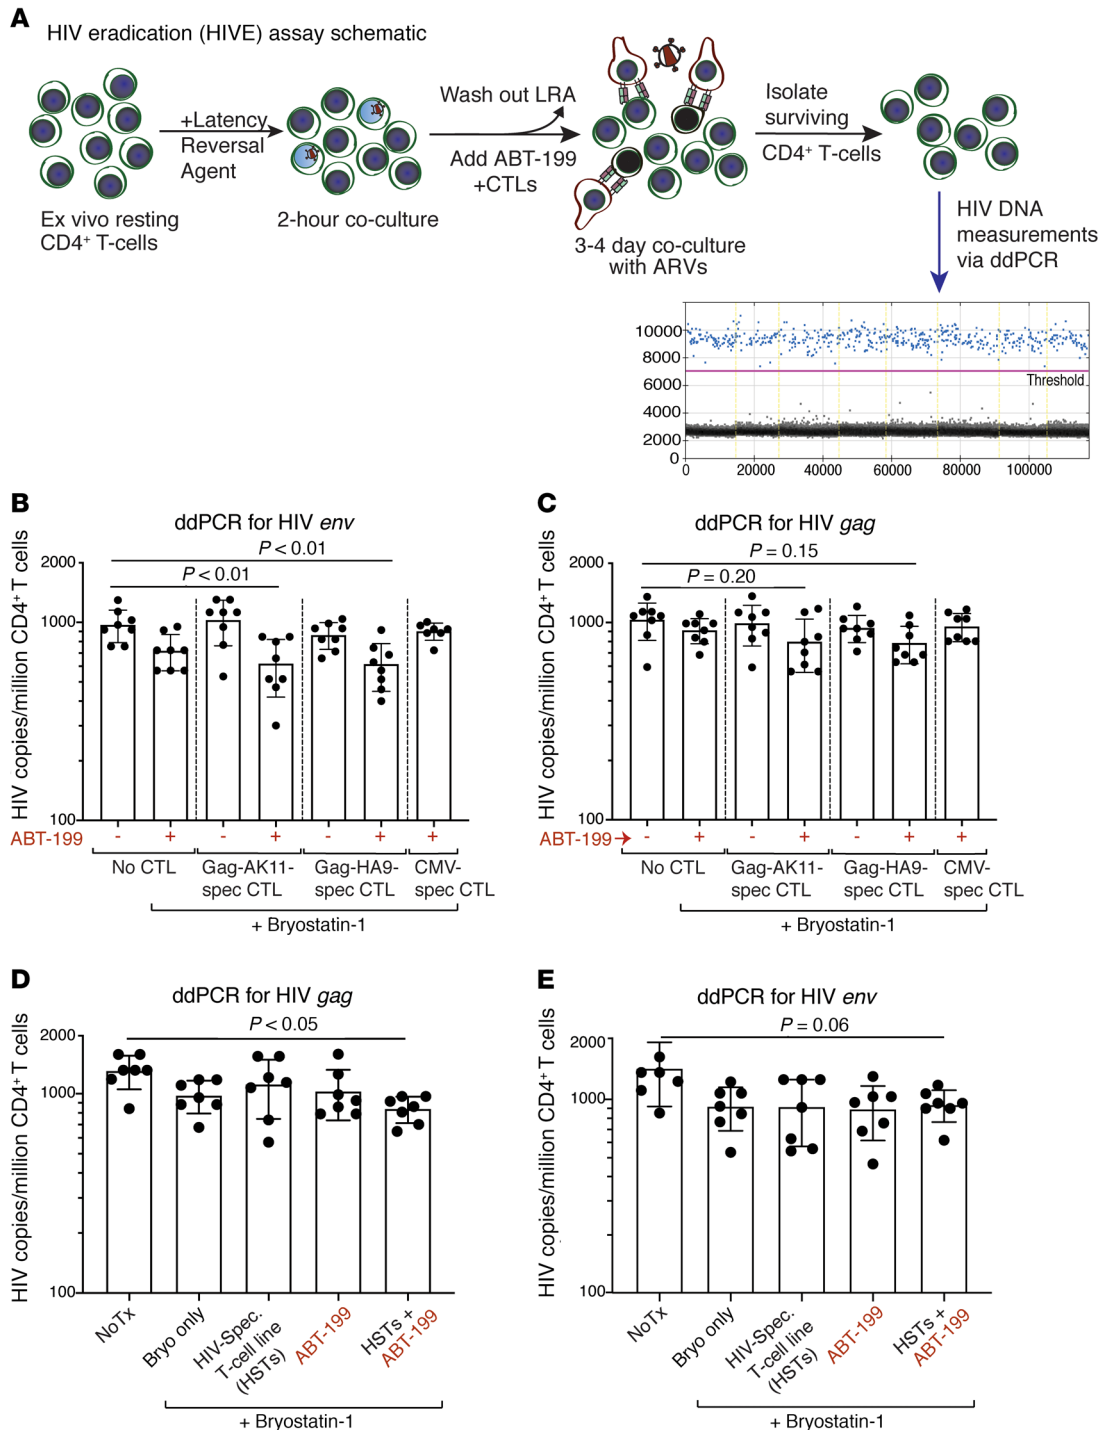 A
HIV eradication (HIVE) assay schematic
+Latency
Reversal
Agent
Wash out LRA
Add ABT-199
+CTLs
Isolate
surviving
CD4+ T-cells
Ex vivo resting
CD4+ T-cells
2-hour co-culture
3-4 day co-culture
with ARVs
HIV DNA
measurements
via ddPCR
10000
8000
Threshold
6000
4000
2000
0
0 20000 40000 60000 80000 100000
B
ddPCR for HIV env
P < 0.01
P < 0.01
HIV copies/million CD4+ T cells
2000
1000
100
ABT-199 - + - + - + +
No CTL
Gag-AK11-
spec CTL
Gag-HA9-
spec CTL
CMV-
spec CTL
+ Bryostatin-1
C
ddPCR for HIV gag
P = 0.15
P = 0.20
HIV copies/million CD4+ T cells
2000
1000
100
ABT-199 - + - + - + +
No CTL
Gag-AK11-
spec CTL
Gag-HA9-
spec CTL
CMV-
spec CTL
+ Bryostatin-1
D
ddPCR for HIV gag
P < 0.05
HIV copies/million CD4+ T cells
2000
1000
100
NoTx
Bryo only
HIV-Spec.
T-cell line
(HSTs)
ABT-199
HSTs +
ABT-199
+ Bryostatin-1
E
ddPCR for HIV env
P = 0.06
HIV copies/million CD4+ T cells
2000
1000
100
NoTx
Bryo only
HIV-Spec.
T-cell line
(HSTs)
ABT-199
HSTs +
ABT-199
+ Bryostatin-1